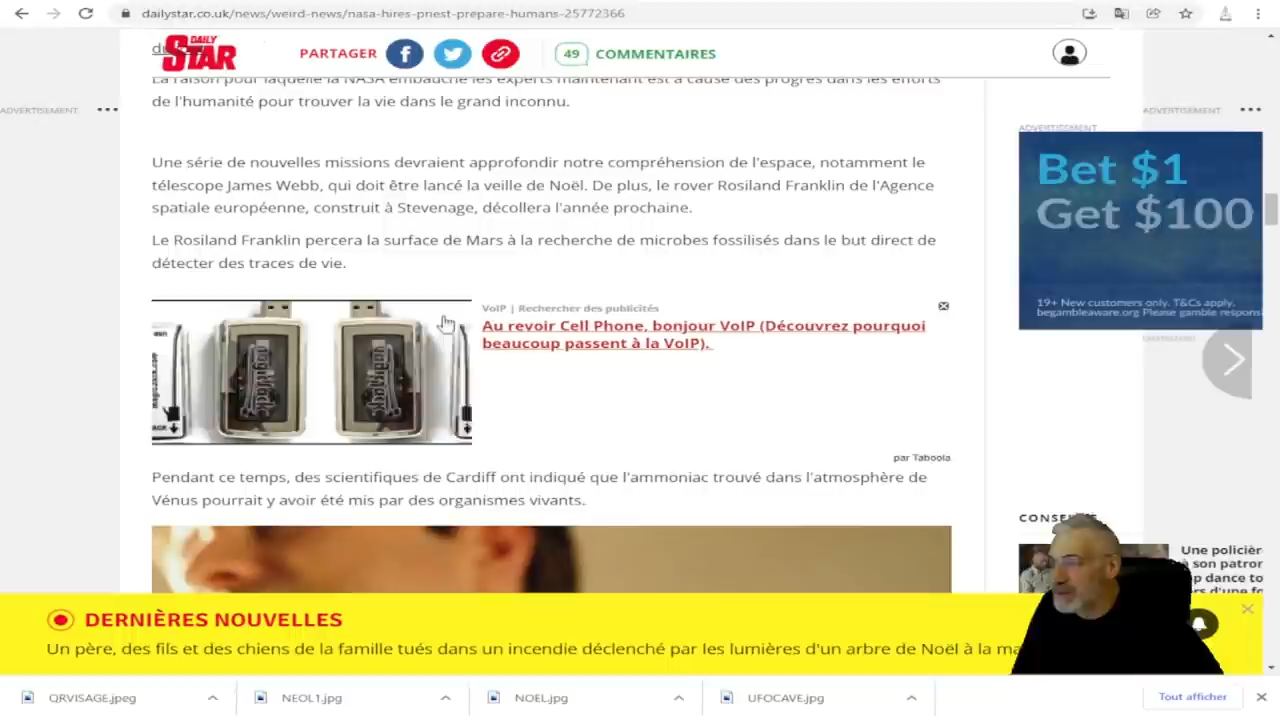 dailystar.co.uk/news/weird-news/nasa-hires-priest-prepare-humans-25772366
DAILY
STAR
PARTAGER
49 COMMENTAIRES
La raison pour laquelle la NASA embauche les experts maintenant est à cause des progrès dans les efforts
de l'humanité pour trouver la vie dans le grand inconnu.
ADVERTISEMENT
ADVERTISEMENT
ADVERTISEMENT
Bet $1
Get $100
19+ New customers only. T&Cs apply.
begambleaware.org Please gamble respons
Une série de nouvelles missions devraient approfondir notre compréhension de l'espace, notamment le
télescope James Webb, qui doit être lancé la veille de Noël. De plus, le rover Rosiland Franklin de l'Agence
spatiale européenne, construit à Stevenage, décollera l'année prochaine.
Le Rosiland Franklin percera la surface de Mars à la recherche de microbes fossilisés dans le but direct de
détecter des traces de vie.
VoIP | Rechercher des publicités
Au revoir Cell Phone, bonjour VoIP (Découvrez pourquoi
beaucoup passent à la VoIP).
par Taboola
Pendant ce temps, des scientifiques de Cardiff ont indiqué que l'ammoniac trouvé dans l'atmosphère de
Vénus pourrait y avoir été mis par des organismes vivants.
Une policièr
à son patror
p dance to
DERNIÈRES NOUVELLES
Un père, des fils et des chiens de la famille tués dans un incendie déclenché par les lumières d'un arbre de Noël à la ma
QRVISAGE.jpeg
NEOL1.jpg
NOEL.jpg
UFOCAVE.jpg
Tout afficher